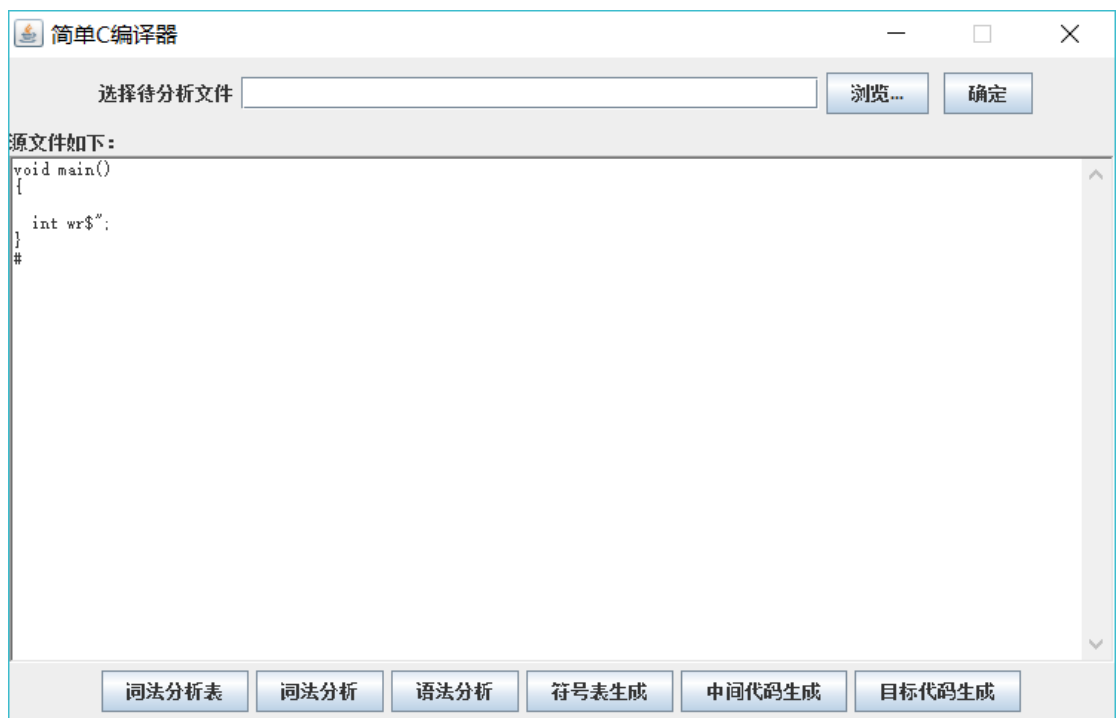 简单C编译器
选择待分析文件 浏览... 确定
源文件如下：
void main()
{
  int wr$";
}
#
词法分析表 词法分析 语法分析 符号表生成 中间代码生成 目标代码生成